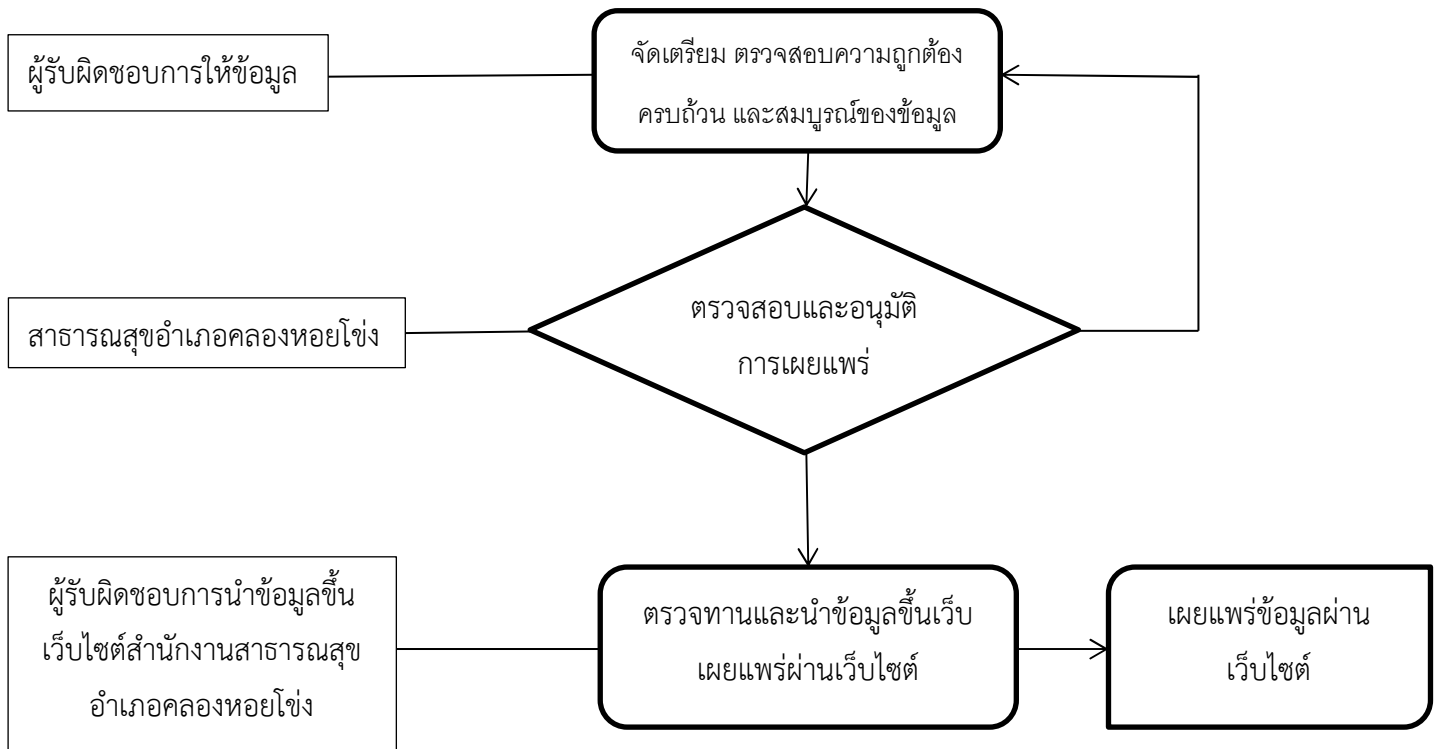 ผู้รับผิดชอบการให้ข้อมูล
จัดเตรียม ตรวจสอบความถูกต้อง
ครบถ้วน และสมบูรณ์ของข้อมูล
สาธารณสุขอำเภอคลองหอยโข่ง
ตรวจสอบและอนุมัติ
การเผยแพร่
ผู้รับผิดชอบการนำข้อมูลขึ้น
เว็บไซต์สำนักงานสาธารณสุข
อำเภอคลองหอยโข่ง
ตรวจทานและนำข้อมูลขึ้นเว็บ
เผยแพร่ผ่านเว็บไซต์
เผยแพร่ข้อมูลผ่าน
เว็บไซต์